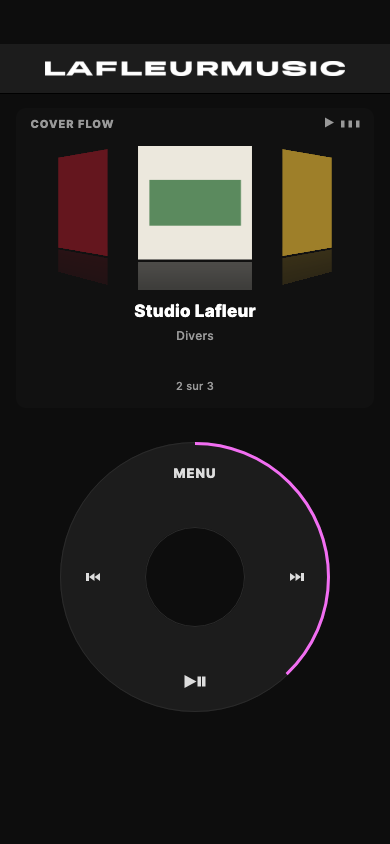 LAFLEURMUSIC
COVER FLOW
Studio Lafleur
Divers
2 sur 3
MENU